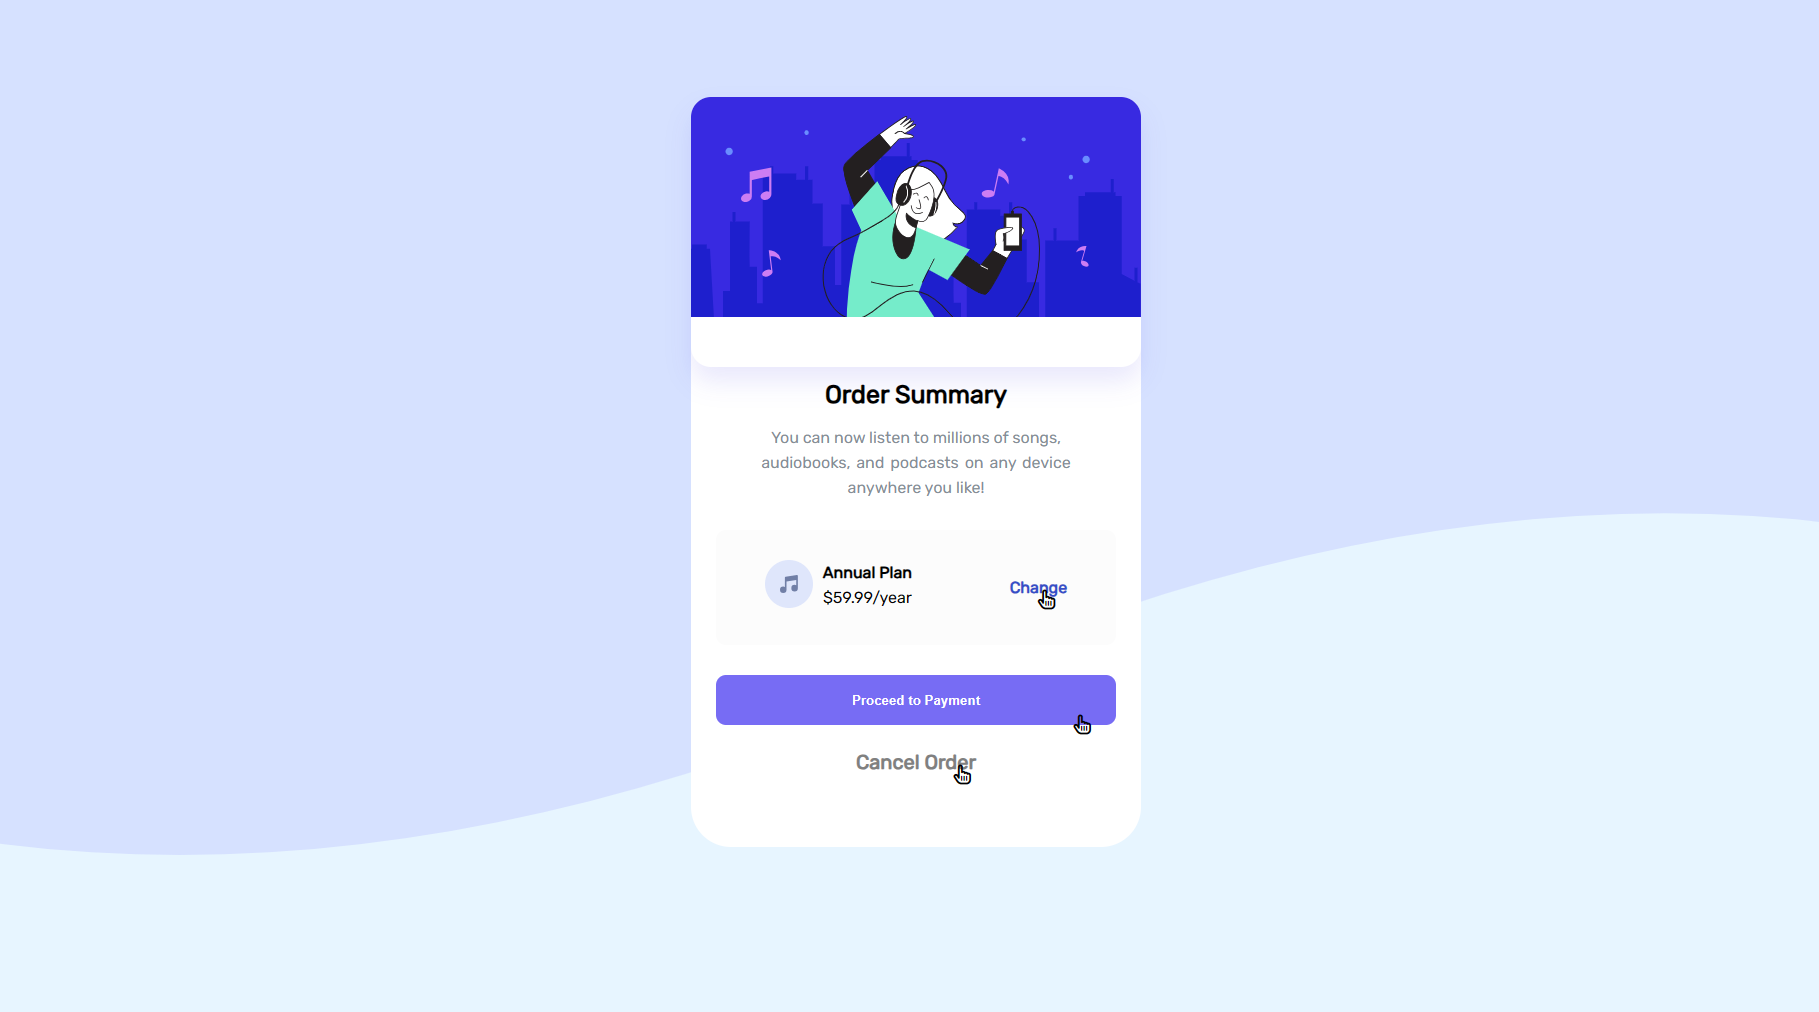 Order Summary
You can now listen to millions of songs,
audiobooks, and podcasts on any device
anywhere you like!
Annual Plan
$59.99/year
Change
Proceed to Payment
Cancel Order